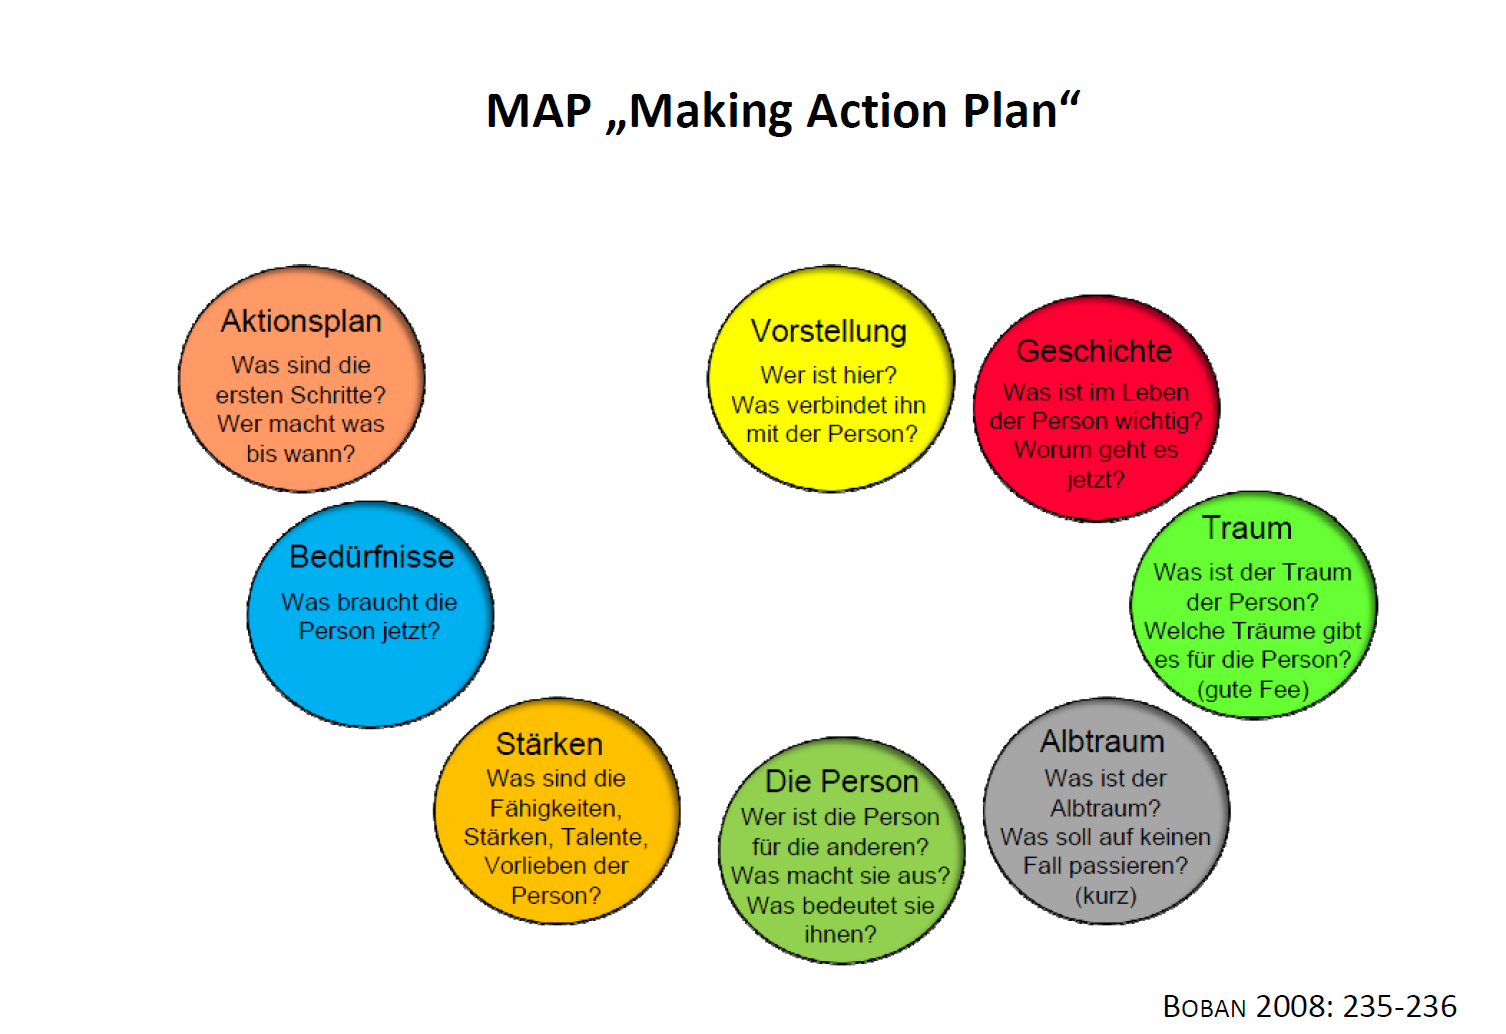 MAP „Making Action Plan“
Aktionsplan
Was sind die
ersten Schritte?
Wer macht was
bis wann?
Vorstellung
Wer ist hier?
Was verbindet ihn
mit der Person?
Geschichte
Was ist im Leben
der Person wichtig?
Worum geht es
jetzt?
Traum
Was ist der Traum
der Person?
Welche Träume gibt
es für die Person?
(gute Fee)
Albtraum
Was ist der
Albtraum?
Was soll auf keinen
Fall passieren?
(kurz)
Die Person
Wer ist die Person
für die anderen?
Was macht sie aus?
Was bedeutet sie
ihnen?
Stärken
Was sind die
Fähigkeiten,
Stärken, Talente,
Vorlieben der
Person?
Bedürfnisse
Was braucht die
Person jetzt?
BOBAN 2008: 235-236